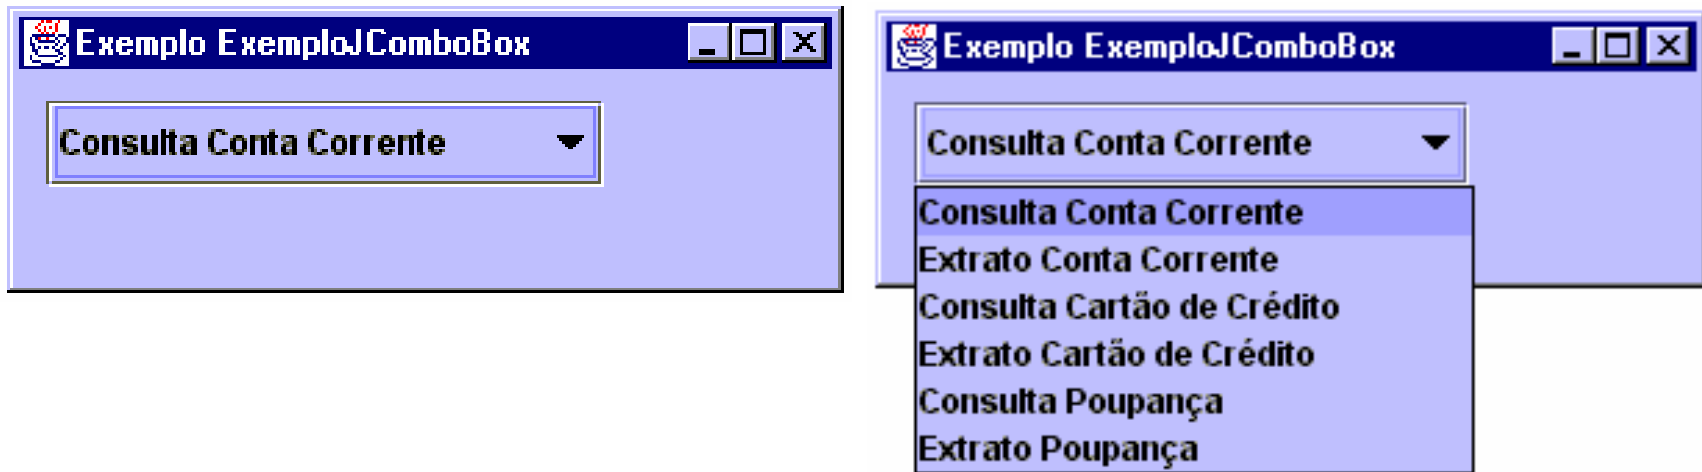 Exemplo ExemploJComboBox
Consulta Conta Corrente
Exemplo ExemploJComboBox
Consulta Conta Corrente
Consulta Conta Corrente
Extrato Conta Corrente
Consulta Cartão de Crédito
Extrato Cartão de Crédito
Consulta Poupança
Extrato Poupança